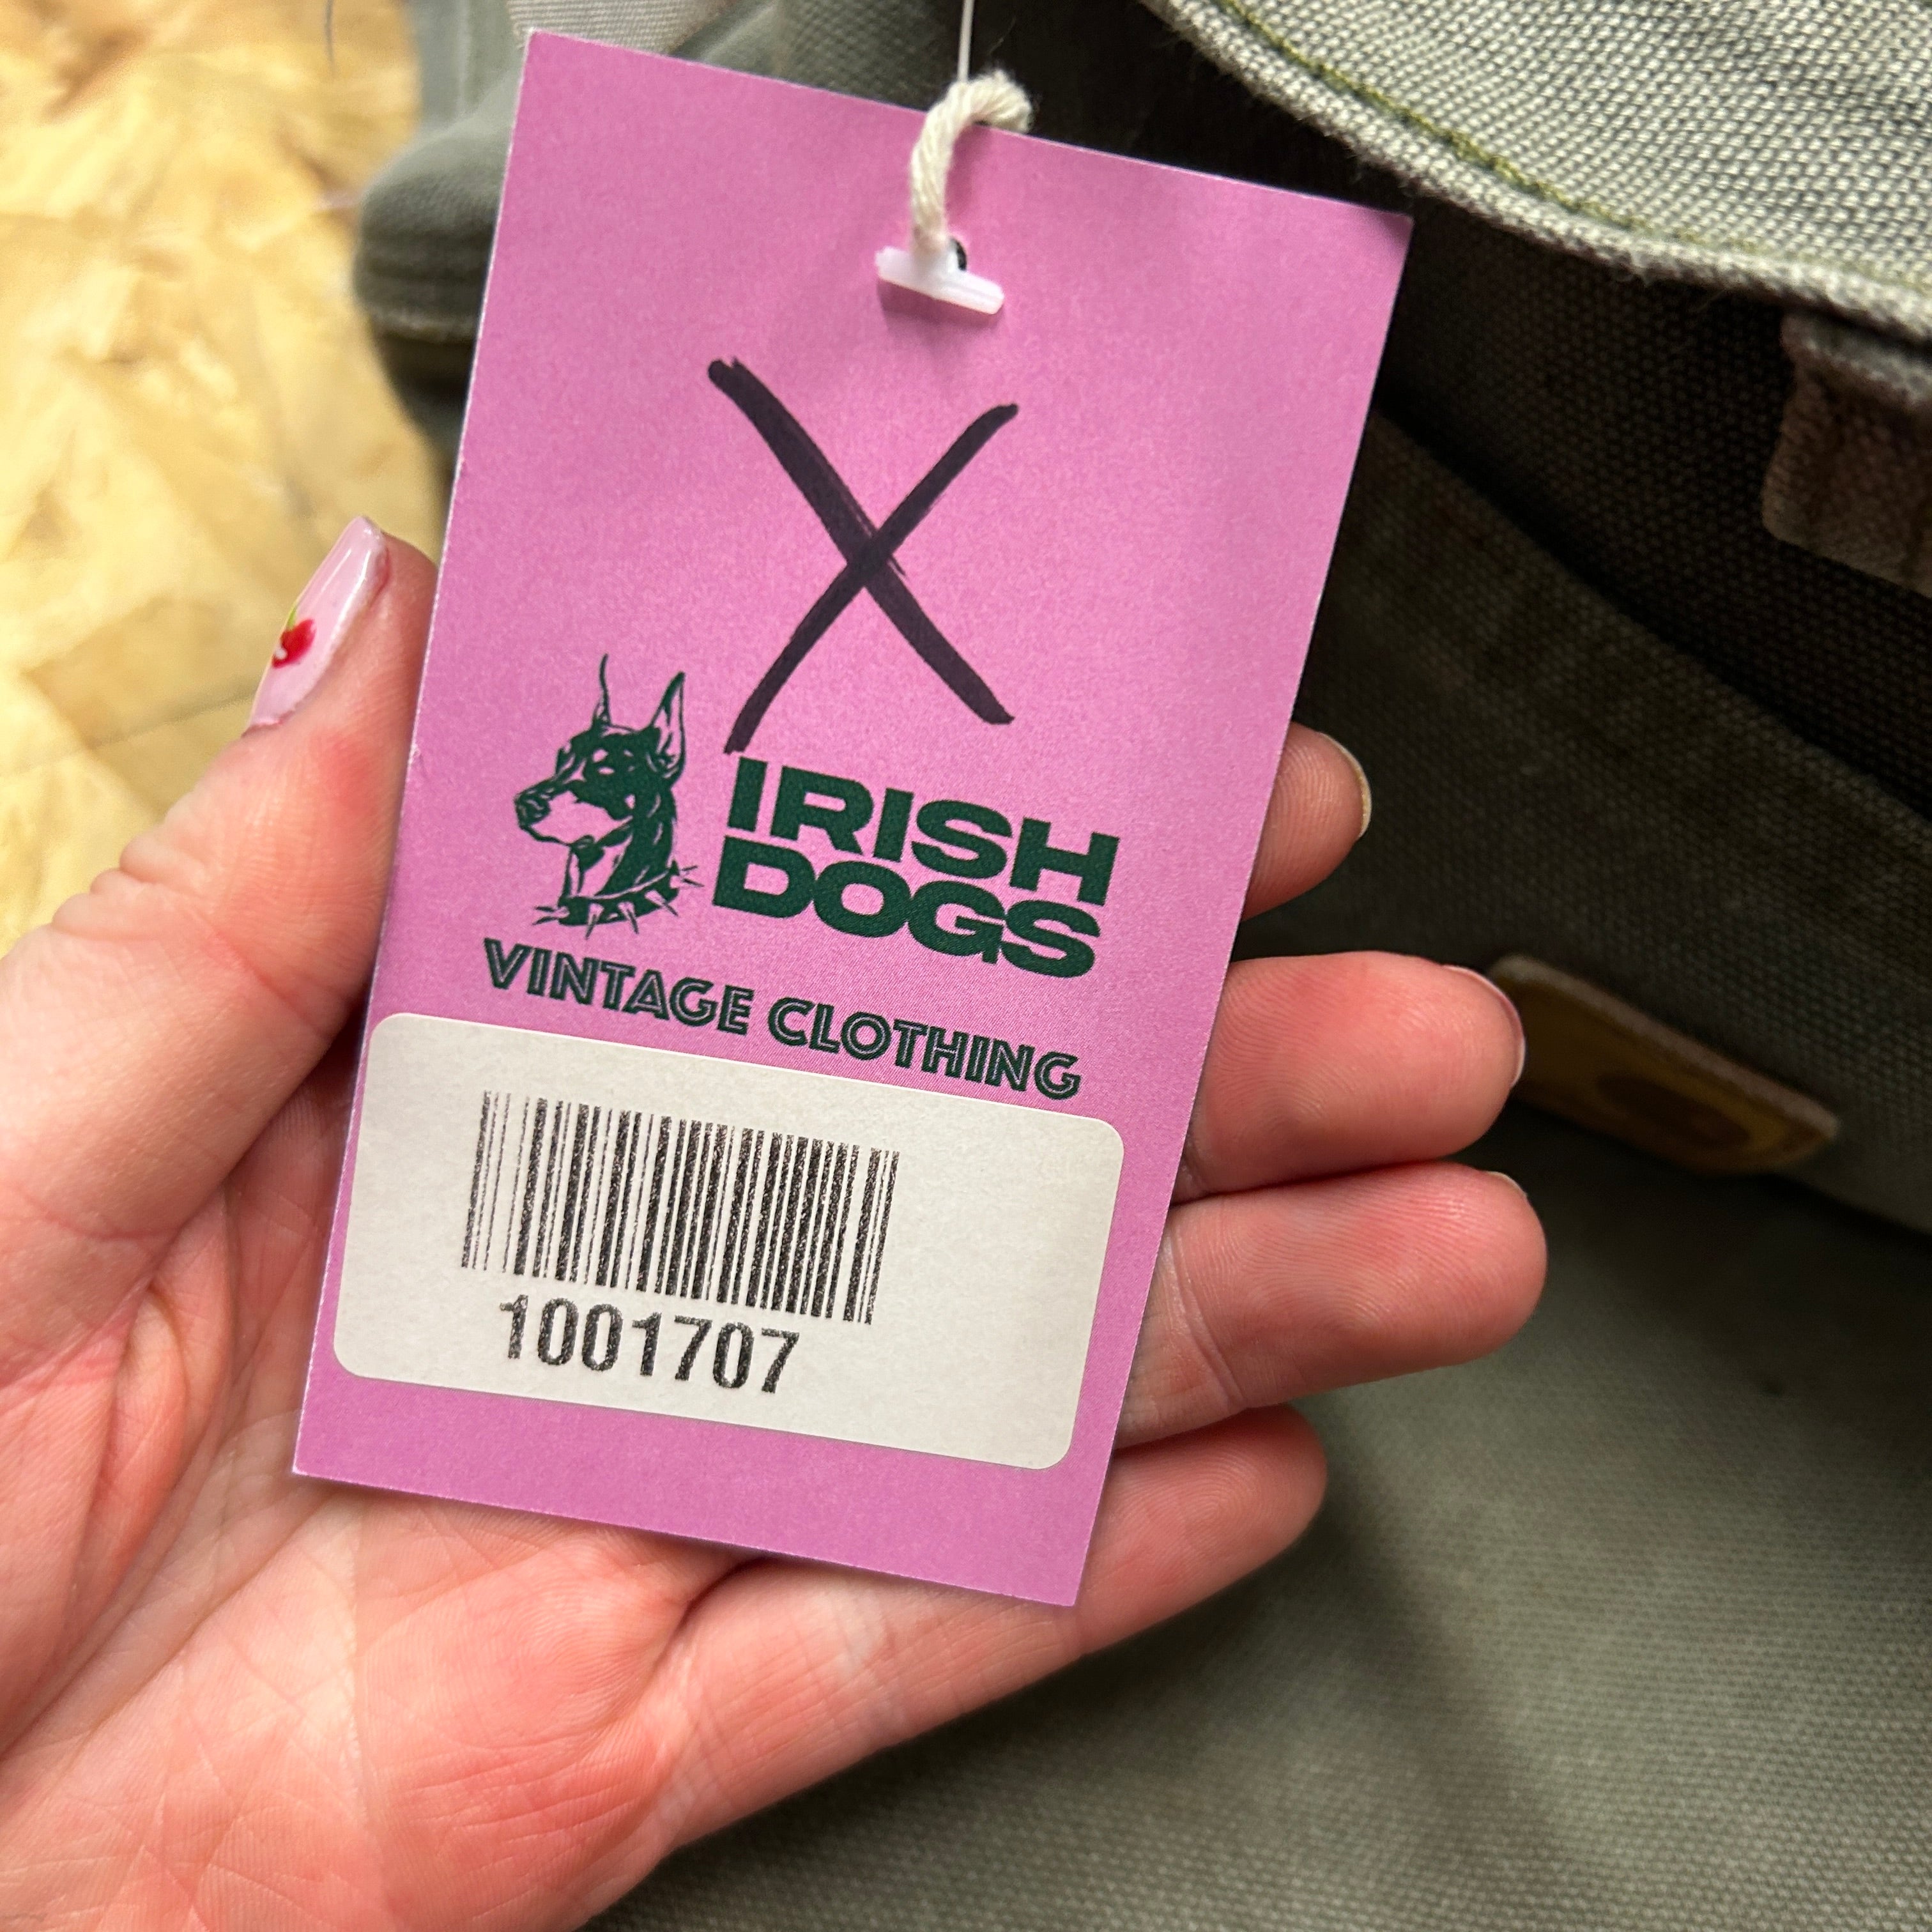 X
IRISH
DOGS
VINTAGE CLOTHING
1001707